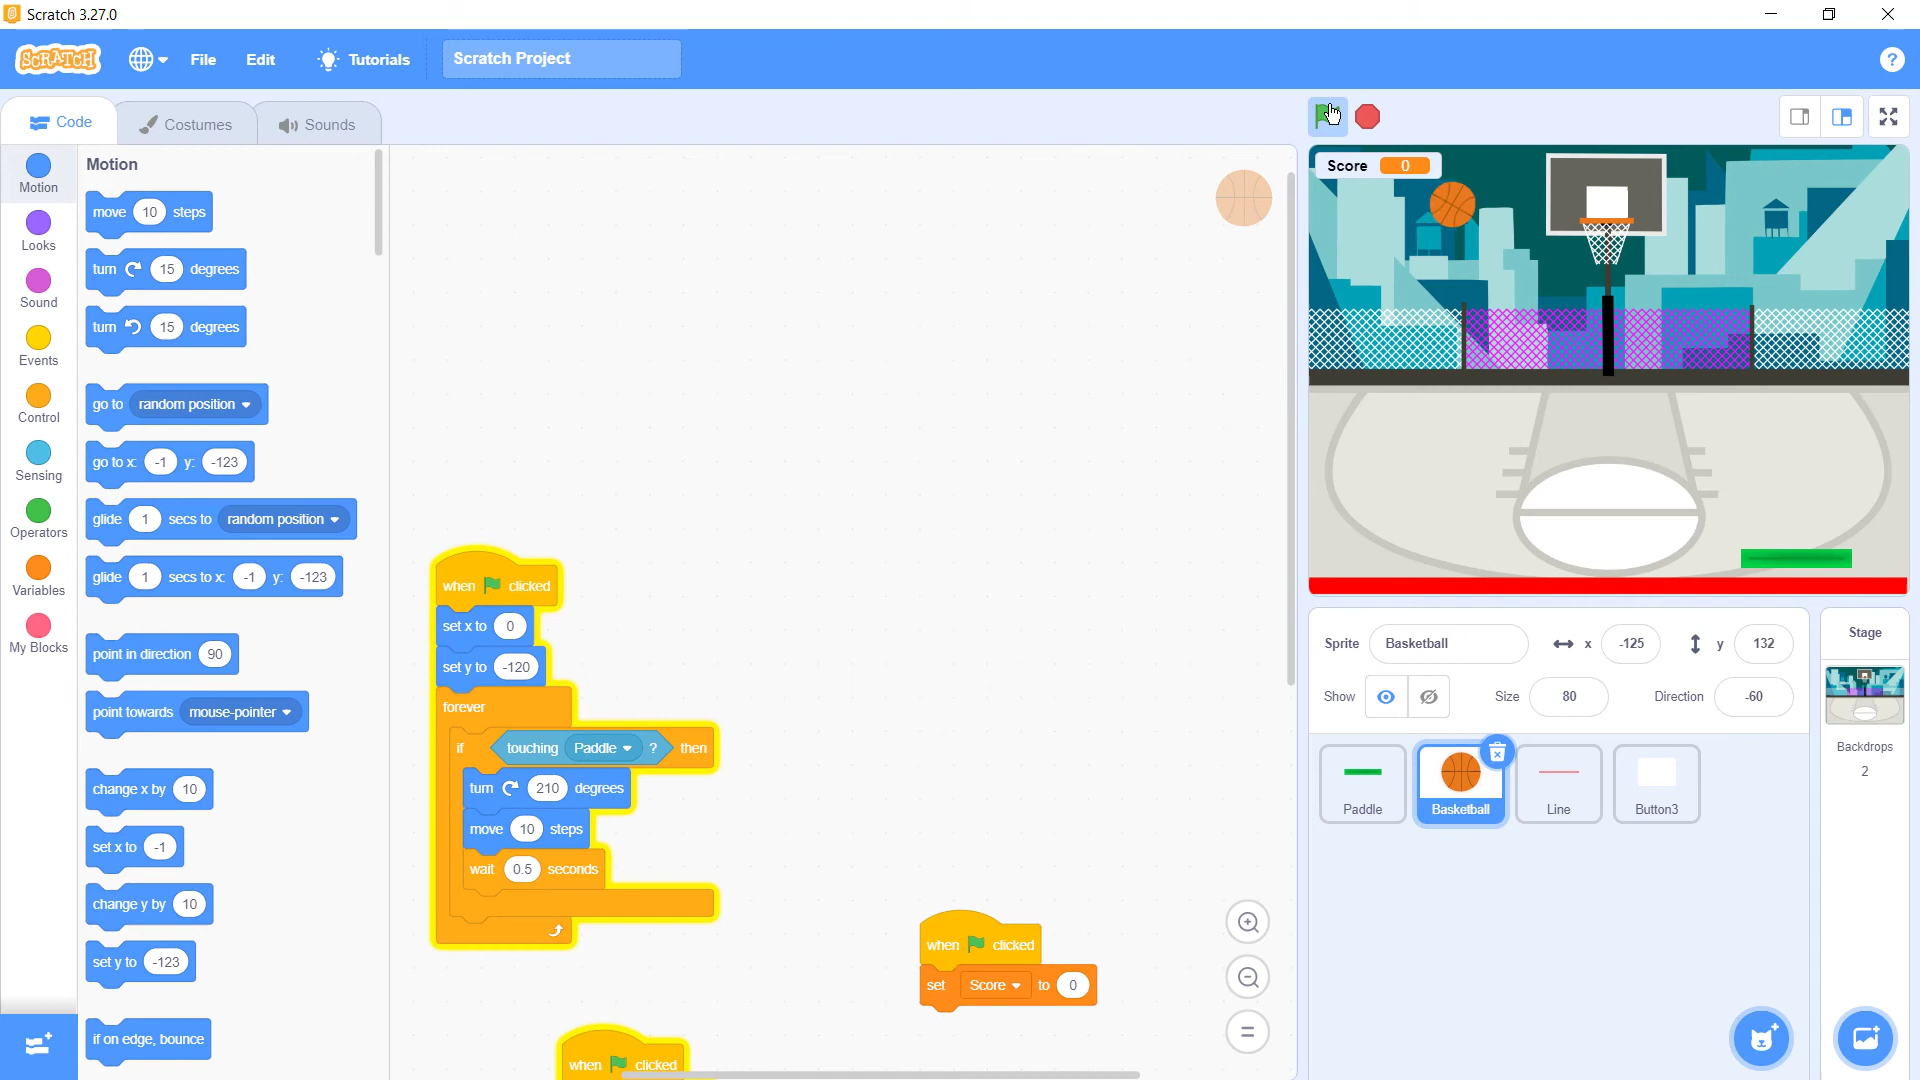 Scratch 3.27.0
SCRATCH
File
Edit
Tutorials
Scratch Project
?
Code
Costumes
Sounds
Motion
Looks
Sound
Events
Control
Sensing
Operators
Variables
My Blocks
Motion
move 10 steps
turn 15 degrees
turn 15 degrees
go to random position
go to x: -1 y: -123
glide 1 secs to random position
glide 1 secs to x: -1 y: -123
point in direction 90
point towards mouse-pointer
change x by 10
set x to -1
change y by 10
set y to -123
if on edge, bounce
when clicked
set x to 0
set y to -120
forever
if touching Paddle ? then
turn 210 degrees
move 10 steps
wait 0.5 seconds
when clicked
set Score to 0
when clicked
Score 0
Sprite Basketball x -125 y 132
Show Size 80 Direction -60
Paddle
Basketball
Line
Button3
Stage
Backdrops
2